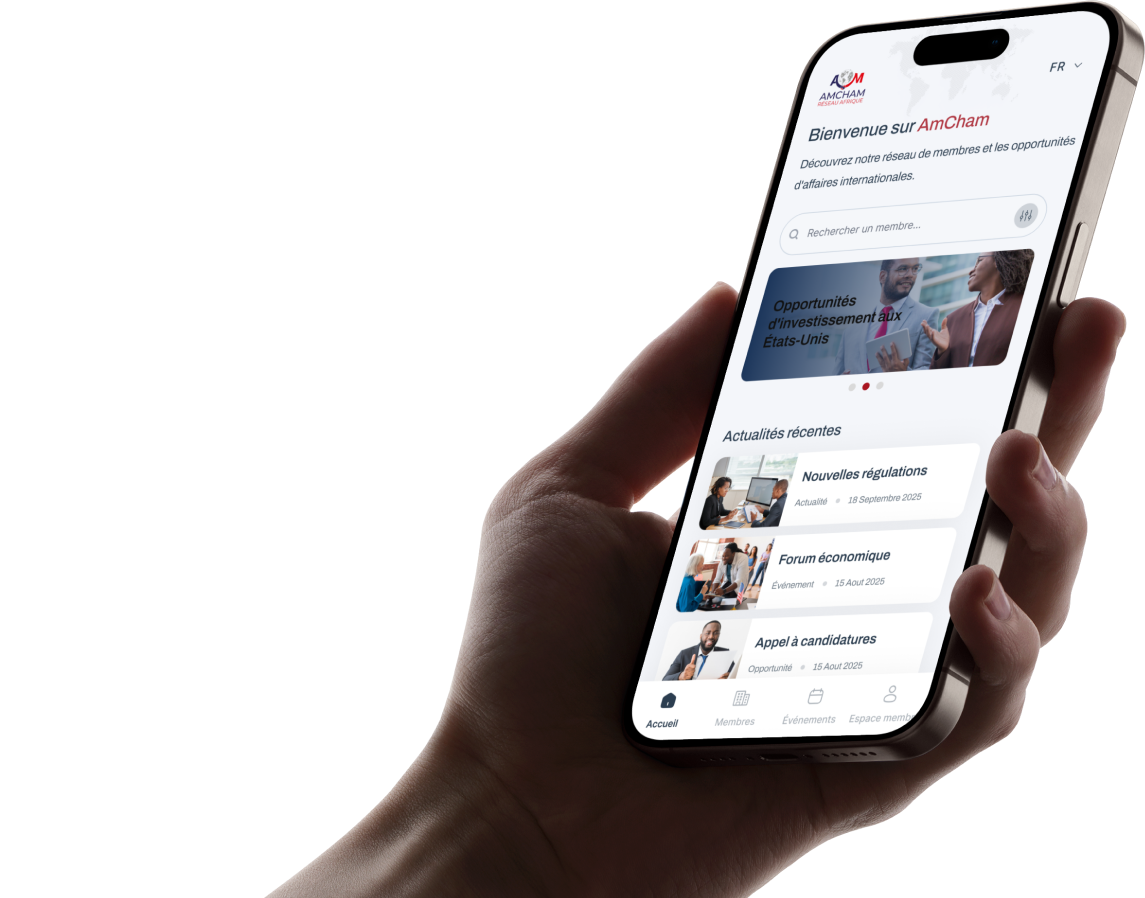 FR
AMCHAM
RÉSEAU AFRIQUE
Bienvenue sur AmCham
Découvrez notre réseau de membres et les opportunités
d'affaires internationales.
Rechercher un membre...
Opportunités
d'investissement aux
États-Unis
Actualités récentes
Nouvelles régulations
Actualité 18 Septembre 2025
Forum économique
Événement 15 Aout 2025
Appel à candidatures
Opportunité 15 Aout 2025
Accueil Membres Événements Espace memb